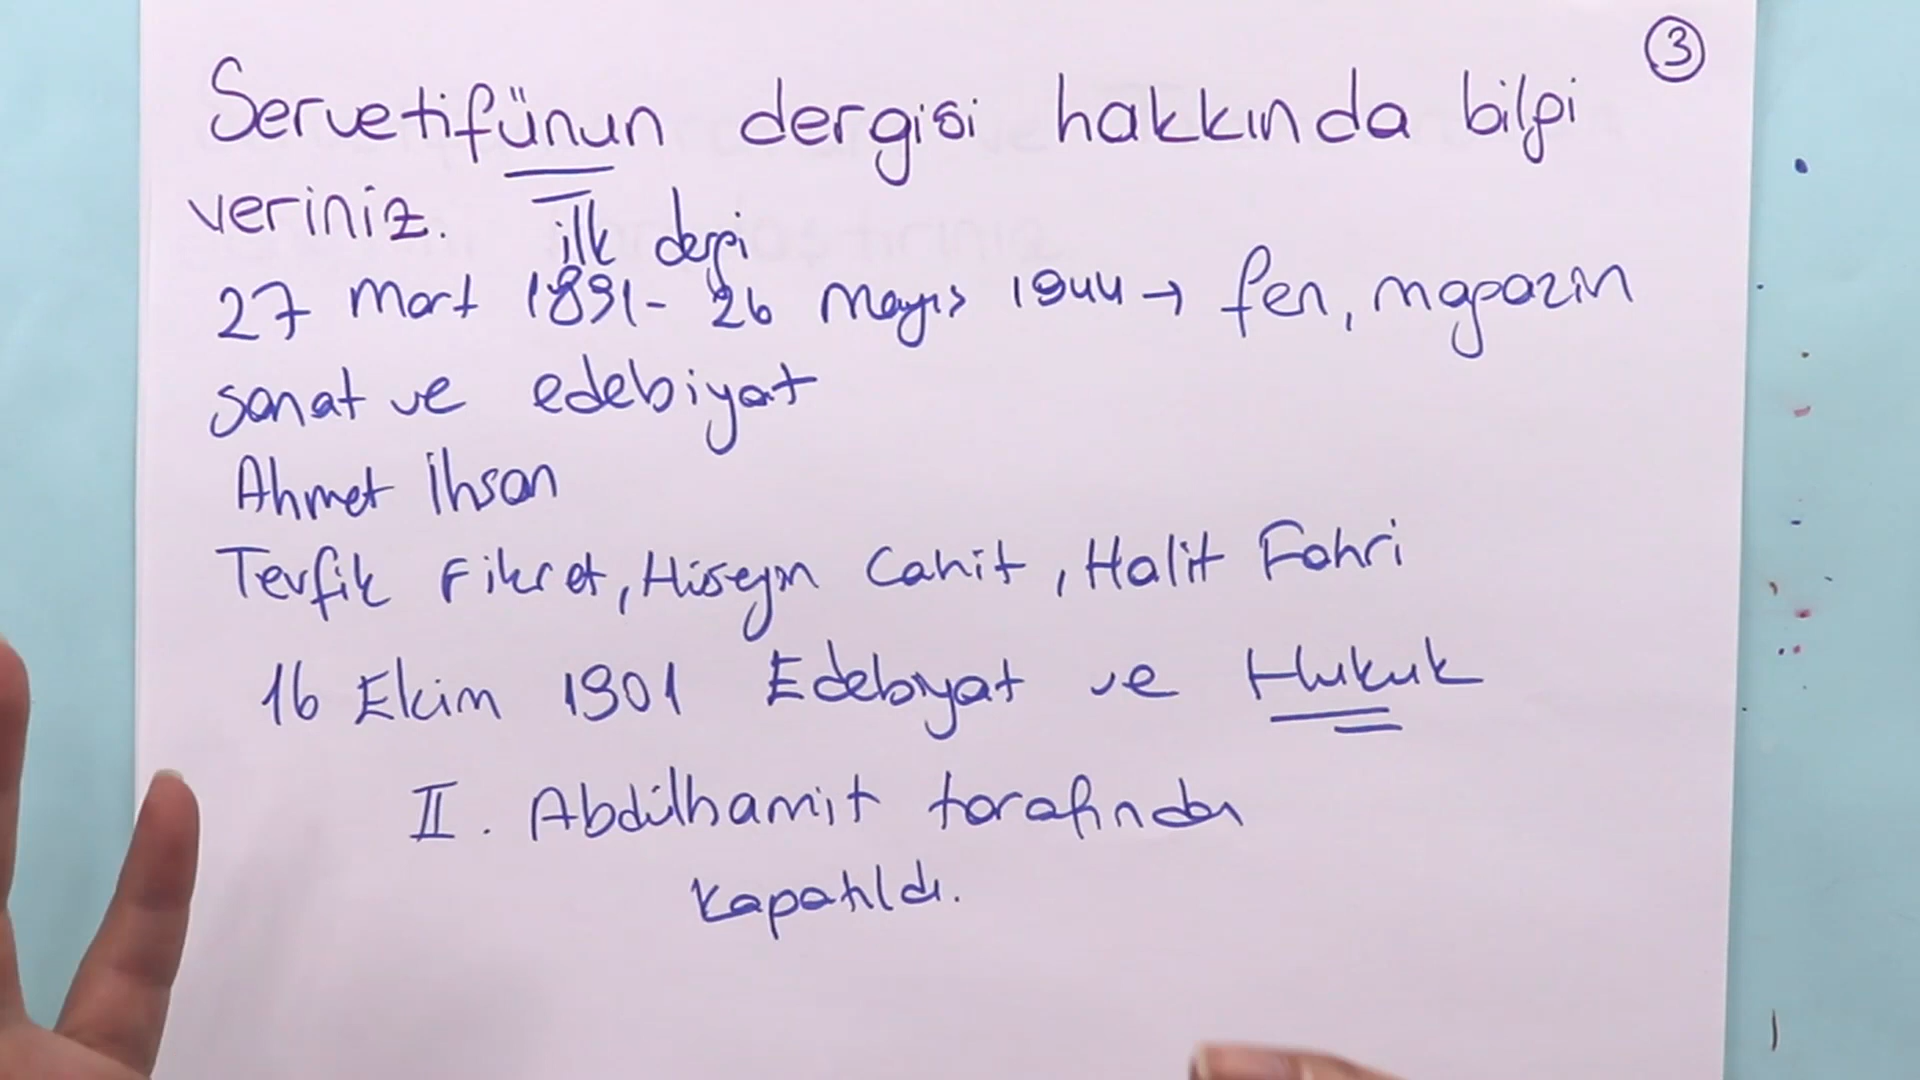 3
Servetifünun dergisi hakkında bilgi
veriniz. İlk dergi
27 Mart 1891 - 26 Mayıs 1944 → fen, magazin
sanat ve edebiyat
Ahmet İhsan
Tevfik Fikret, Hüseyin Cahit, Halit Fahri
16 Ekim 1901 Edebiyat ve Hukuk
II. Abdülhamit tarafından
kapatıldı.